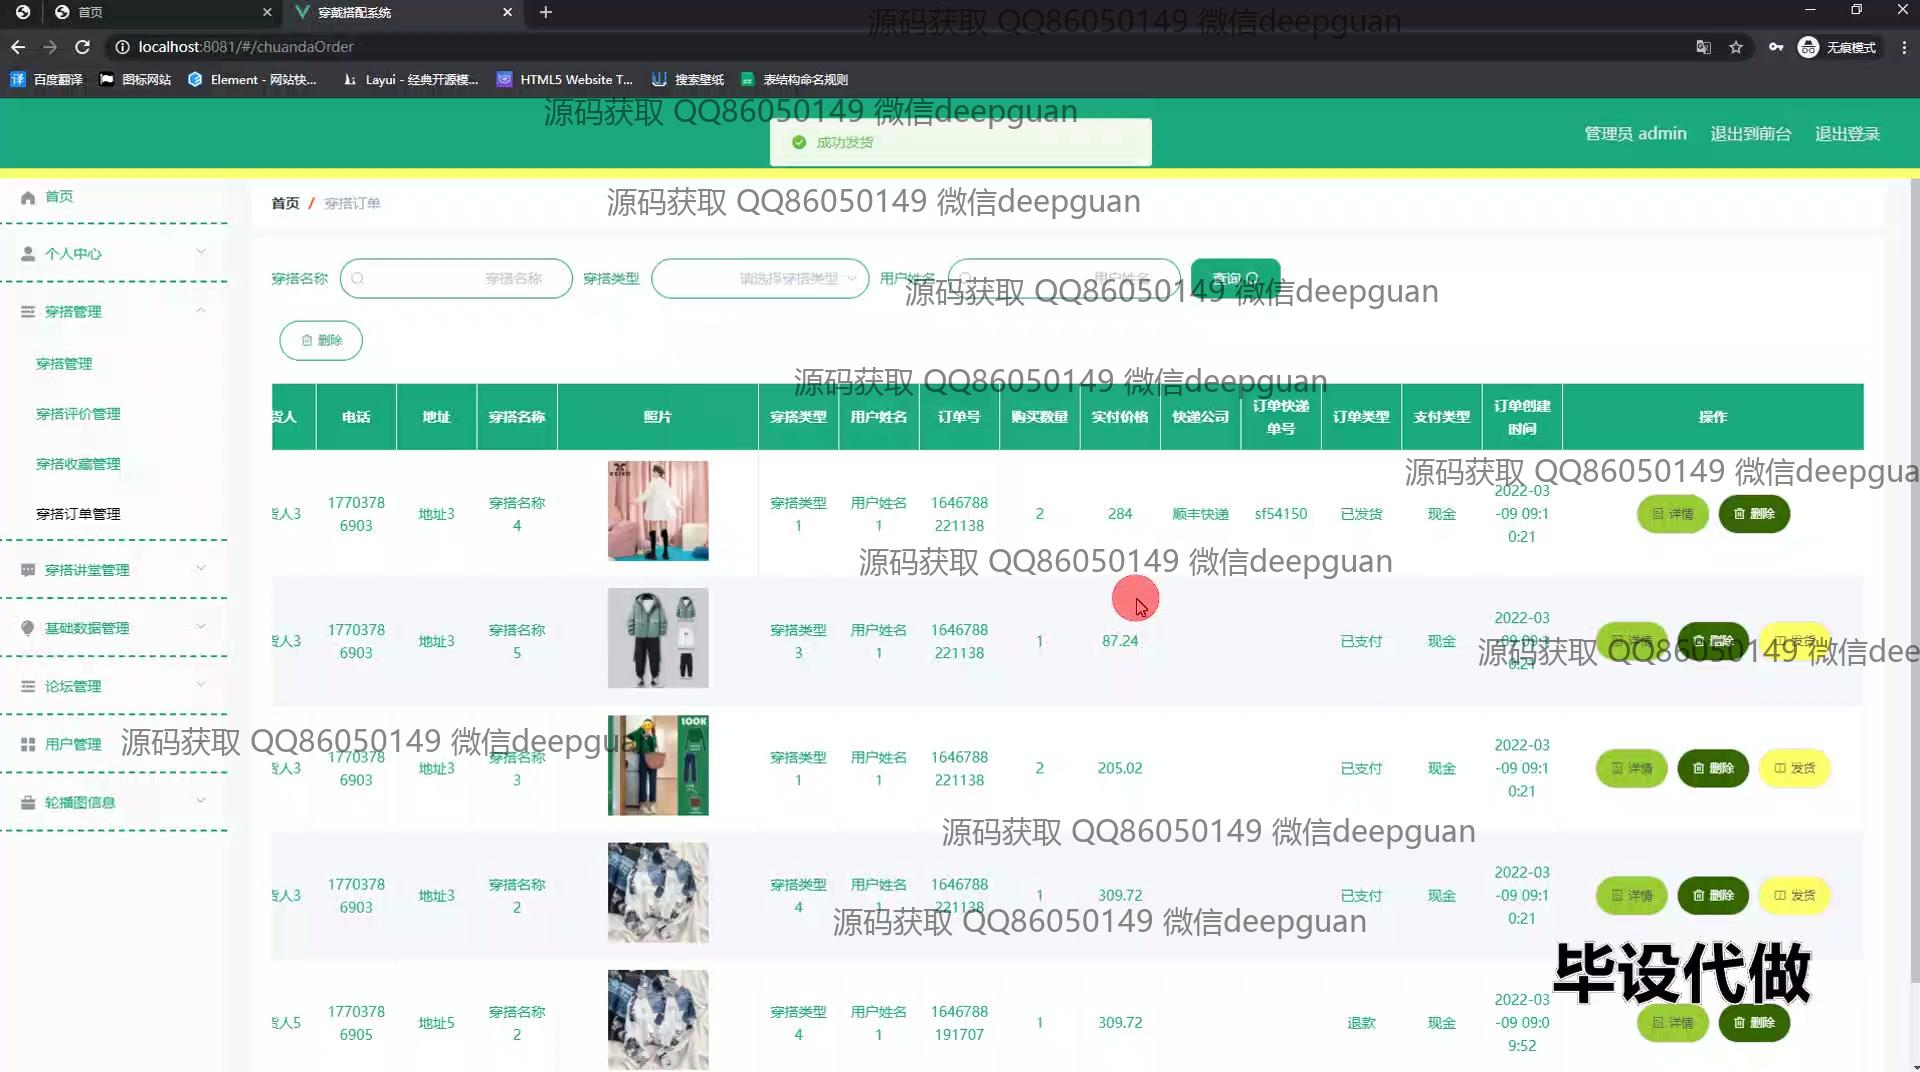 首页
穿戴搭配系统
localhost:8081/#/chuandaOrder
无痕模式
百度翻译
图标网站
Element - 网站快...
Layui - 经典开源模...
HTML5 Website T...
搜索壁纸
表结构命名规则
源码获取 QQ86050149 微信deepguan
源码获取 QQ86050149 微信deepguan
成功发货
管理员 admin 退出到前台 退出登录
首页
个人中心
穿搭管理
穿搭管理
穿搭评价管理
穿搭收藏管理
穿搭订单管理
穿搭讲堂管理
基础数据管理
论坛管理
用户管理
轮播图信息
首页 / 穿搭订单
源码获取 QQ86050149 微信deepguan
穿搭名称 穿搭名称 穿搭类型 请选择穿搭类型 用户姓名 用户姓名 查询
源码获取 QQ86050149 微信deepguan
删除
源码获取 QQ86050149 微信deepguan
货人 电话 地址 穿搭名称 照片 穿搭类型 用户姓名 订单号 购买数量 实付价格 快递公司 订单快递单号 订单类型 支付类型 订单创建时间 操作
源码获取 QQ86050149 微信deepgua
货人3 17703786903 地址3 穿搭名称4 穿搭类型1 用户姓名1 1646788221138 2 284 顺丰快递 sf54150 已发货 现金 2022-03-09 09:10:21 详情 删除
源码获取 QQ86050149 微信deepguan
货人3 17703786903 地址3 穿搭名称5 穿搭类型3 用户姓名1 1646788221138 1 87.24 已支付 现金 2022-03-09 09:10:21 详情 删除 发货
源码获取 QQ86050149 微信dee
LOOK
货人3 17703786903 地址3 穿搭名称3 穿搭类型1 用户姓名1 1646788221138 2 205.02 已支付 现金 2022-03-09 09:10:21 详情 删除 发货
源码获取 QQ86050149 微信deepgua
源码获取 QQ86050149 微信deepguan
货人3 17703786903 地址3 穿搭名称2 穿搭类型4 用户姓名1 1646788221138 1 309.72 已支付 现金 2022-03-09 09:10:21 详情 删除 发货
源码获取 QQ86050149 微信deepguan
毕设代做
货人5 17703786905 地址5 穿搭名称2 穿搭类型4 用户姓名1 1646788191707 1 309.72 退款 现金 2022-03-09 09:09:52 详情 删除